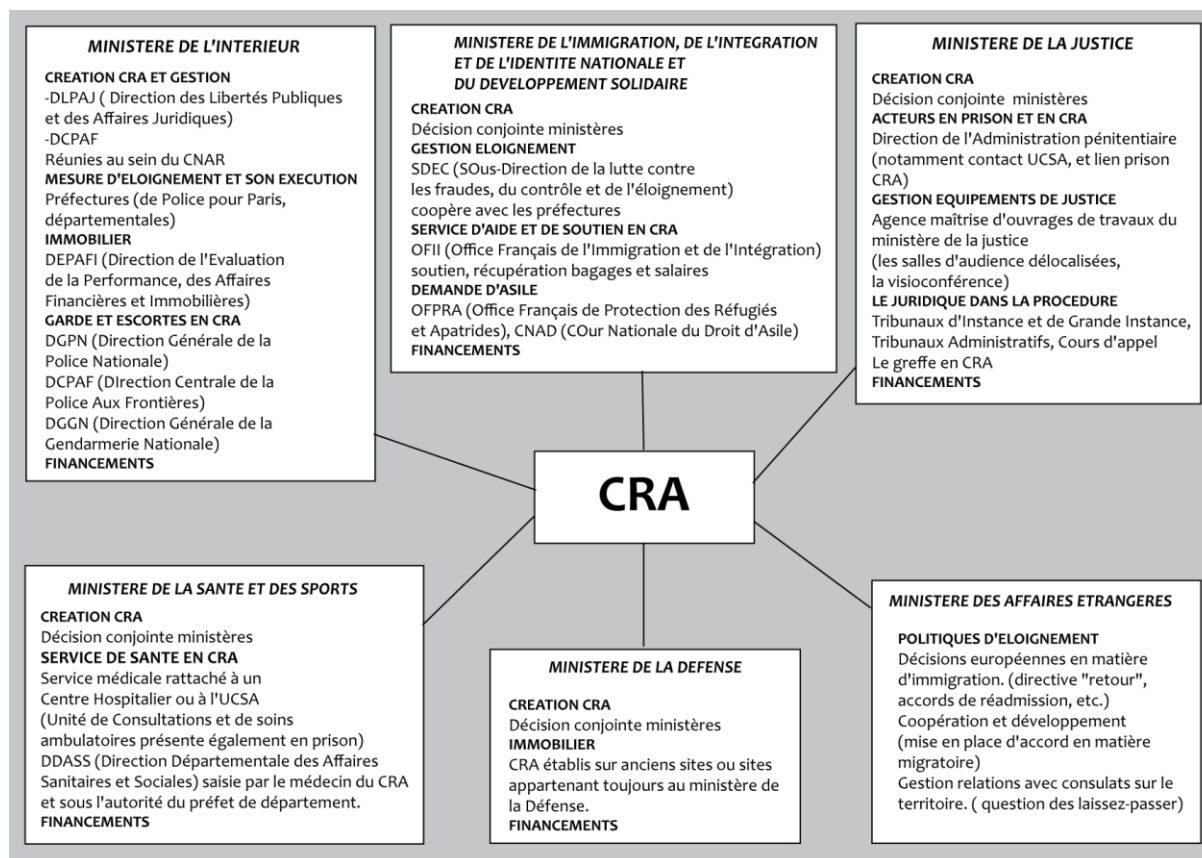 MINISTERE DE L'INTERIEUR
CREATION CRA ET GESTION
-DLPAJ ( Direction des Libertés Publiques
et des Affaires Juridiques)
-DCPAF
Réunies au sein du CNAR
MESURE D'ELOIGNEMENT ET SON EXECUTION
Préfectures (de Police pour Paris,
départementales)
IMMOBILIER
DEPAFI (Direction de l'Evaluation
de la Performance, des Affaires
Financières et Immobilières)
GARDE ET ESCORTES EN CRA
DGPN (Direction Générale de la
Police Nationale)
DCPAF (DIrection Centrale de la
Police Aux Frontières)
DGGN (Direction Générale de la
Gendarmerie Nationale)
FINANCEMENTS
MINISTERE DE L'IMMIGRATION, DE L'INTEGRATION
ET DE L'IDENTITE NATIONALE ET
DU DEVELOPPEMENT SOLIDAIRE
CREATION CRA
Décision conjointe ministères
GESTION ELOIGNEMENT
SDEC (SOus-Direction de la lutte contre
les fraudes, du contrôle et de l'éloignement)
coopère avec les préfectures
SERVICE D'AIDE ET DE SOUTIEN EN CRA
OFII (Office Français de l'Immigration et de l'Intégration)
soutien, récupération bagages et salaires
DEMANDE D'ASILE
OFPRA (Office Français de Protection des Réfugiés
et Apatrides), CNAD (COur Nationale du Droit d'Asile)
FINANCEMENTS
MINISTERE DE LA JUSTICE
CREATION CRA
Décision conjointe ministères
ACTEURS EN PRISON ET EN CRA
Direction de l'Administration pénitentiaire
(notamment contact UCSA, et lien prison
CRA)
GESTION EQUIPEMENTS DE JUSTICE
Agence maîtrise d'ouvrages de travaux du
ministère de la justice
(les salles d'audience délocalisées,
la visioconférence)
LE JURIDIQUE DANS LA PROCEDURE
Tribunaux d'Instance et de Grande Instance,
Tribunaux Administratifs, Cours d'appel
Le greffe en CRA
FINANCEMENTS
CRA
MINISTERE DE LA SANTE ET DES SPORTS
CREATION CRA
Décision conjointe ministères
SERVICE DE SANTE EN CRA
Service médicale rattaché à un
Centre Hospitalier ou à l'UCSA
(Unité de Consultations et de soins
ambulatoires présente également en prison)
DDASS (Direction Départementale des Affaires
Sanitaires et Sociales) saisie par le médecin du CRA
et sous l'autorité du préfet de département.
FINANCEMENTS
MINISTERE DE LA DEFENSE
CREATION CRA
Décision conjointe ministères
IMMOBILIER
CRA établis sur anciens sites ou sites
appartenant toujours au ministère de
la Défense.
FINANCEMENTS
MINISTERE DES AFFAIRES ETRANGERES
POLITIQUES D'ELOIGNEMENT
Décisions européennes en matière
d'immigration. (directive "retour",
accords de réadmission, etc.)
Coopération et développement
(mise en place d'accord en matière
migratoire)
Gestion relations avec consulats sur le
territoire. ( question des laissez-passer)